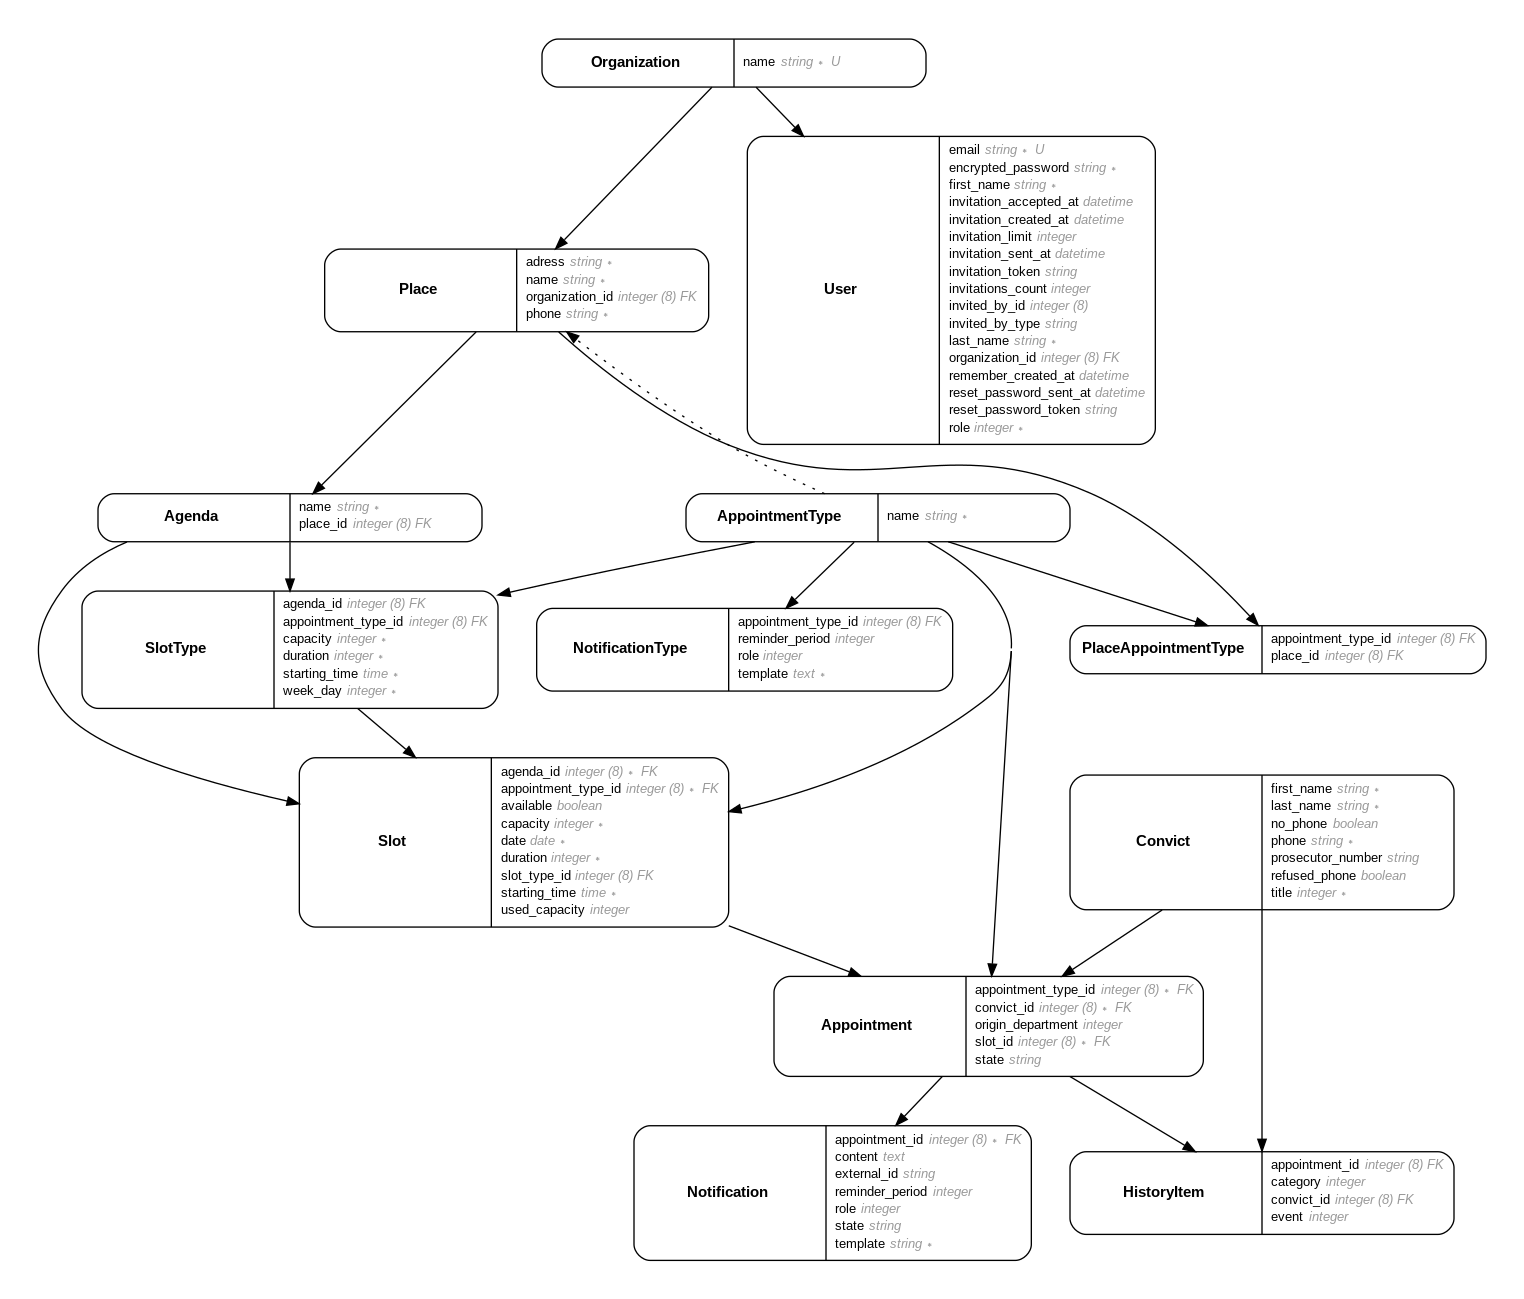 Organization
name string * U
User
email string * U
encrypted_password string *
first_name string *
invitation_accepted_at datetime
invitation_created_at datetime
invitation_limit integer
invitation_sent_at datetime
invitation_token string
invitations_count integer
invited_by_id integer (8)
invited_by_type string
last_name string *
organization_id integer (8) FK
remember_created_at datetime
reset_password_sent_at datetime
reset_password_token string
role integer *
Place
adress string *
name string *
organization_id integer (8) FK
phone string *
Agenda
name string *
place_id integer (8) FK
AppointmentType
name string *
SlotType
agenda_id integer (8) FK
appointment_type_id integer (8) FK
capacity integer *
duration integer *
starting_time time *
week_day integer *
NotificationType
appointment_type_id integer (8) FK
reminder_period integer
role integer
template text *
PlaceAppointmentType
appointment_type_id integer (8) FK
place_id integer (8) FK
Slot
agenda_id integer (8) * FK
appointment_type_id integer (8) * FK
available boolean
capacity integer *
date date *
duration integer *
slot_type_id integer (8) FK
starting_time time *
used_capacity integer
Convict
first_name string *
last_name string *
no_phone boolean
phone string *
prosecutor_number string
refused_phone boolean
title integer *
Appointment
appointment_type_id integer (8) * FK
convict_id integer (8) * FK
origin_department integer
slot_id integer (8) * FK
state string
Notification
appointment_id integer (8) * FK
content text
external_id string
reminder_period integer
role integer
state string
template string *
HistoryItem
appointment_id integer (8) FK
category integer
convict_id integer (8) FK
event integer